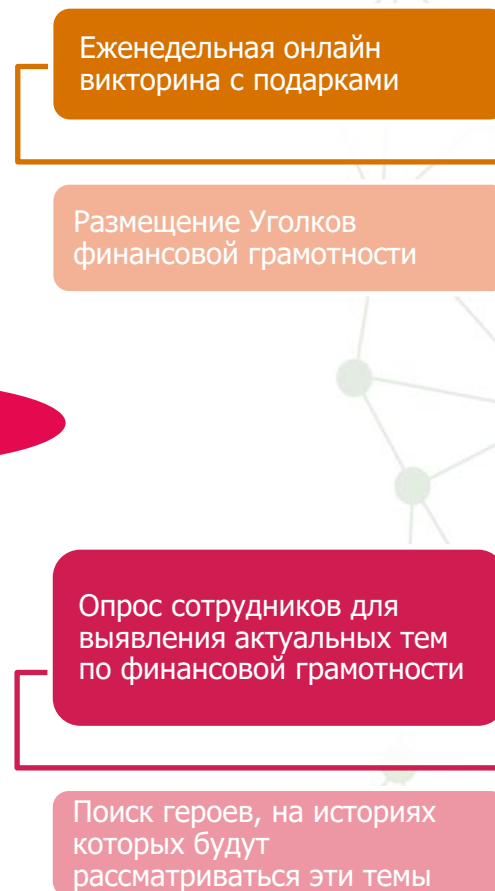 Еженедельная онлайн
викторина с подарками
Размещение Уголков
финансовой грамотности
Опрос сотрудников для
выявления актуальных тем
по финансовой грамотности
Поиск героев, на историях
которых будут
рассматриваться эти темы